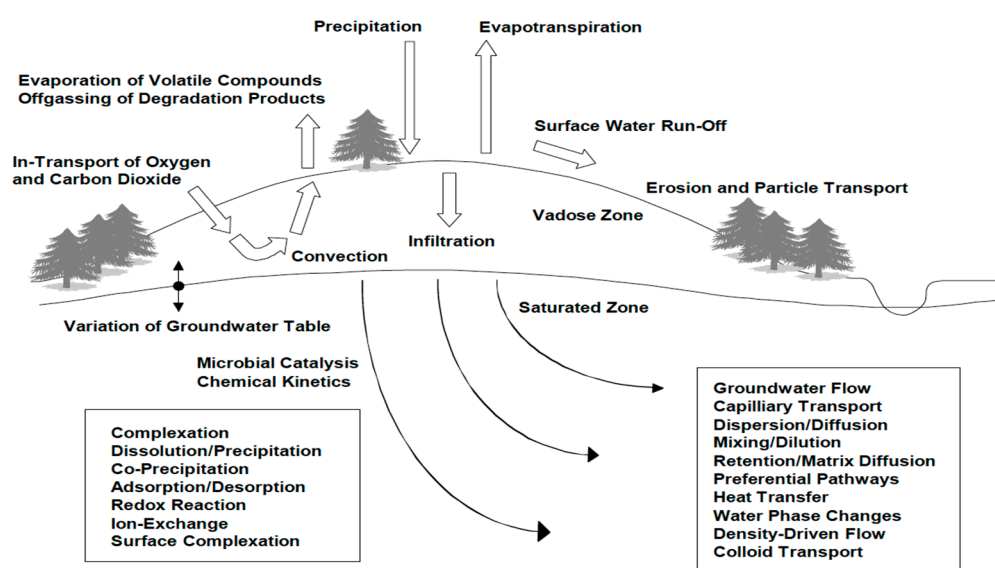 Precipitation
Evapotranspiration
Evaporation of Volatile Compounds
Offgassing of Degradation Products
Surface Water Run-Off
In-Transport of Oxygen
and Carbon Dioxide
Erosion and Particle Transport
Vadose Zone
Infiltration
Convection
Saturated Zone
Variation of Groundwater Table
Microbial Catalysis
Chemical Kinetics
Complexation
Dissolution/Precipitation
Co-Precipitation
Adsorption/Desorption
Redox Reaction
Ion-Exchange
Surface Complexation
Groundwater Flow
Capilliary Transport
Dispersion/Diffusion
Mixing/Dilution
Retention/Matrix Diffusion
Preferential Pathways
Heat Transfer
Water Phase Changes
Density-Driven Flow
Colloid Transport